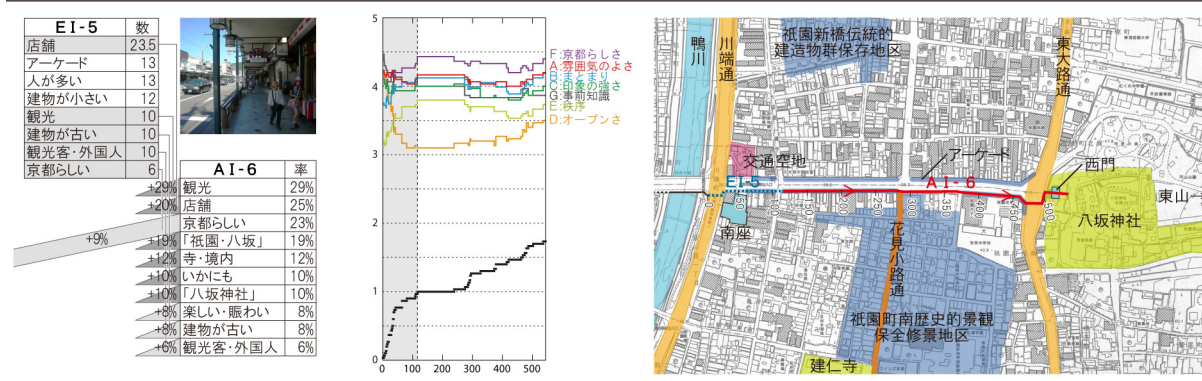 EI-5 数
店舗 23.5
アーケード 13
人が多い 13
建物が小さい 12
観光 10
建物が古い 10
観光客・外国人 10
京都らしい 6
AI-6 率
+29% 観光 29%
+20% 店舗 25%
京都らしい 23%
+19% 「祇園・八坂」 19%
+12% 寺・境内 12%
+10% いかにも 10%
+10% 「八坂神社」 10%
+8% 楽しい・賑わい 8%
+8% 建物が古い 8%
+6% 観光客・外国人 6%
+9%
5
4
3
2
1
0
0 100 200 300 400 500
F:京都らしさ
A:雰囲気のよさ
B:まとまり
C:印象の強さ
G:事前知識
E:秩序
D:オープンさ
祇園新橋伝統的
建造物群保存地区
鴨川
川端通
東大路通
交通空地
アーケード
西門
EI-5
AI-6
東山
八坂神社
0
50
200
250
300
350
400
450
500
南座
花見小路通
祇園町南歴史的景観
保全修景地区
建仁寺